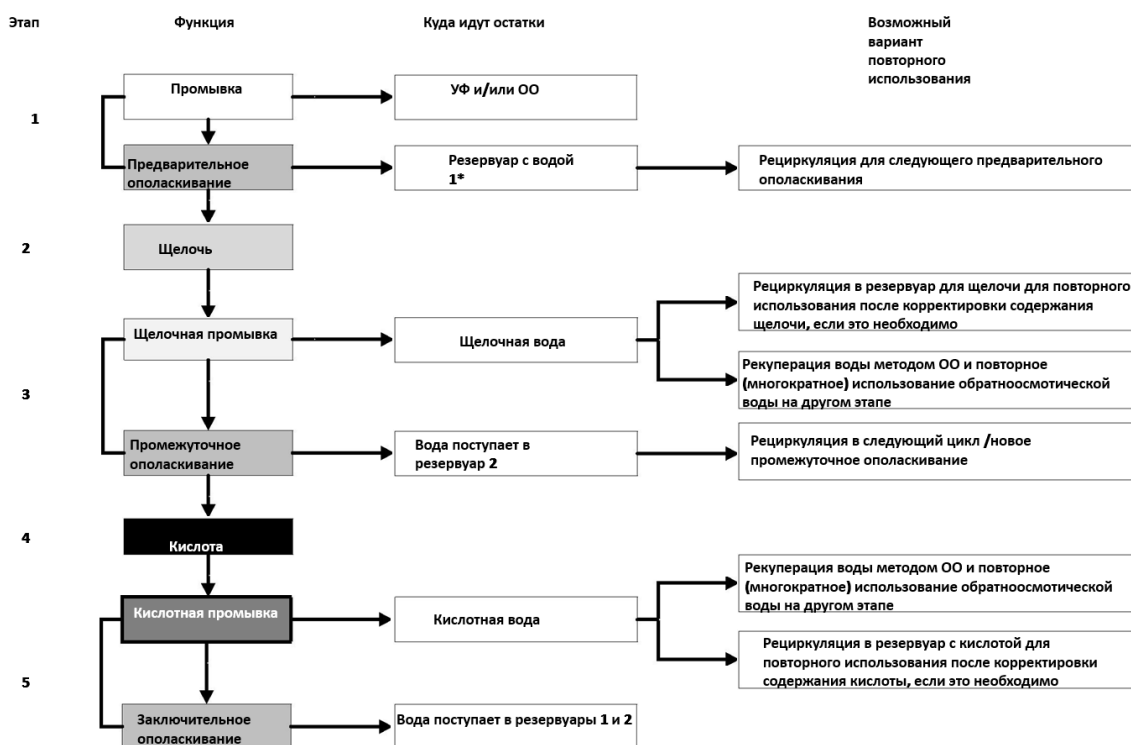 Этап
Функция
Куда идут остатки
Возможный
вариант
повторного
использования
1
Промывка
УФ и/или ОО
Предварительное
ополаскивание
Резервуар с водой
1*
Рециркуляция для следующего предварительного
ополаскивания
2
Щелочь
3
Щелочная промывка
Щелочная вода
Рециркуляция в резервуар для щелочи для повторного
использования после корректировки содержания
щелочи, если это необходимо
Рекуперация воды методом ОО и повторное
(многократное) использование обратноосмотической
воды на другом этапе
Промежуточное
ополаскивание
Вода поступает в
резервуар 2
Рециркуляция в следующий цикл /новое
промежуточное ополаскивание
4
Кислота
5
Кислотная промывка
Кислотная вода
Рекуперация воды методом ОО и повторное
(многократное) использование обратноосмотической
воды на другом этапе
Рециркуляция в резервуар с кислотой для
повторного использования после корректировки
содержания кислоты, если это необходимо
Заключительное
ополаскивание
Вода поступает в резервуары 1 и 2